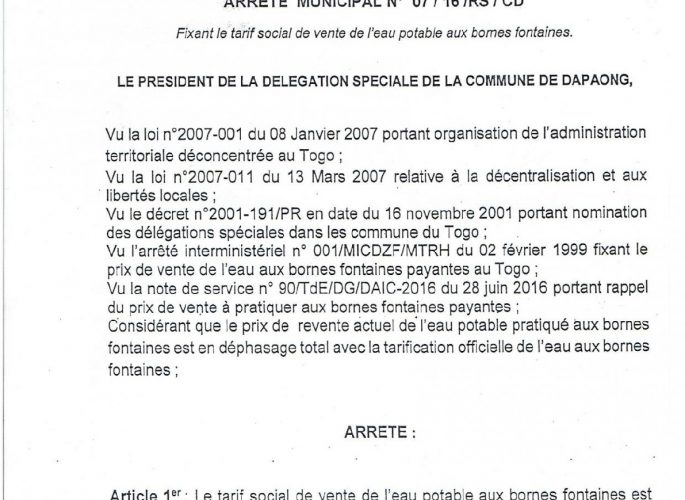 ARRETE MUNICIPAL N° 07 / 16 /RS / CD
Fixant le tarif social de vente de l'eau potable aux bornes fontaines.
LE PRESIDENT DE LA DELEGATION SPECIALE DE LA COMMUNE DE DAPAONG,
Vu la loi n°2007-001 du 08 Janvier 2007 portant organisation de l'administration
territoriale déconcentrée au Togo ;
Vu la loi n°2007-011 du 13 Mars 2007 relative à la décentralisation et aux
libertés locales ;
Vu le décret n°2001-191/PR en date du 16 novembre 2001 portant nomination
des délégations spéciales dans les commune du Togo ;
Vu l'arrêté interministériel n° 001/MICDZF/MTRH du 02 février 1999 fixant le
prix de vente de l'eau aux bornes fontaines payantes au Togo ;
Vu la note de service n° 90/TdE/DG/DAIC-2016 du 28 juin 2016 portant rappel
du prix de vente à pratiquer aux bornes fontaines payantes ;
Considérant que le prix de revente actuel de l'eau potable pratiqué aux bornes
fontaines est en déphasage total avec la tarification officielle de l'eau aux bornes
fontaines ;
ARRETE :
Article 1er : Le tarif social de vente de l'eau potable aux bornes fontaines est